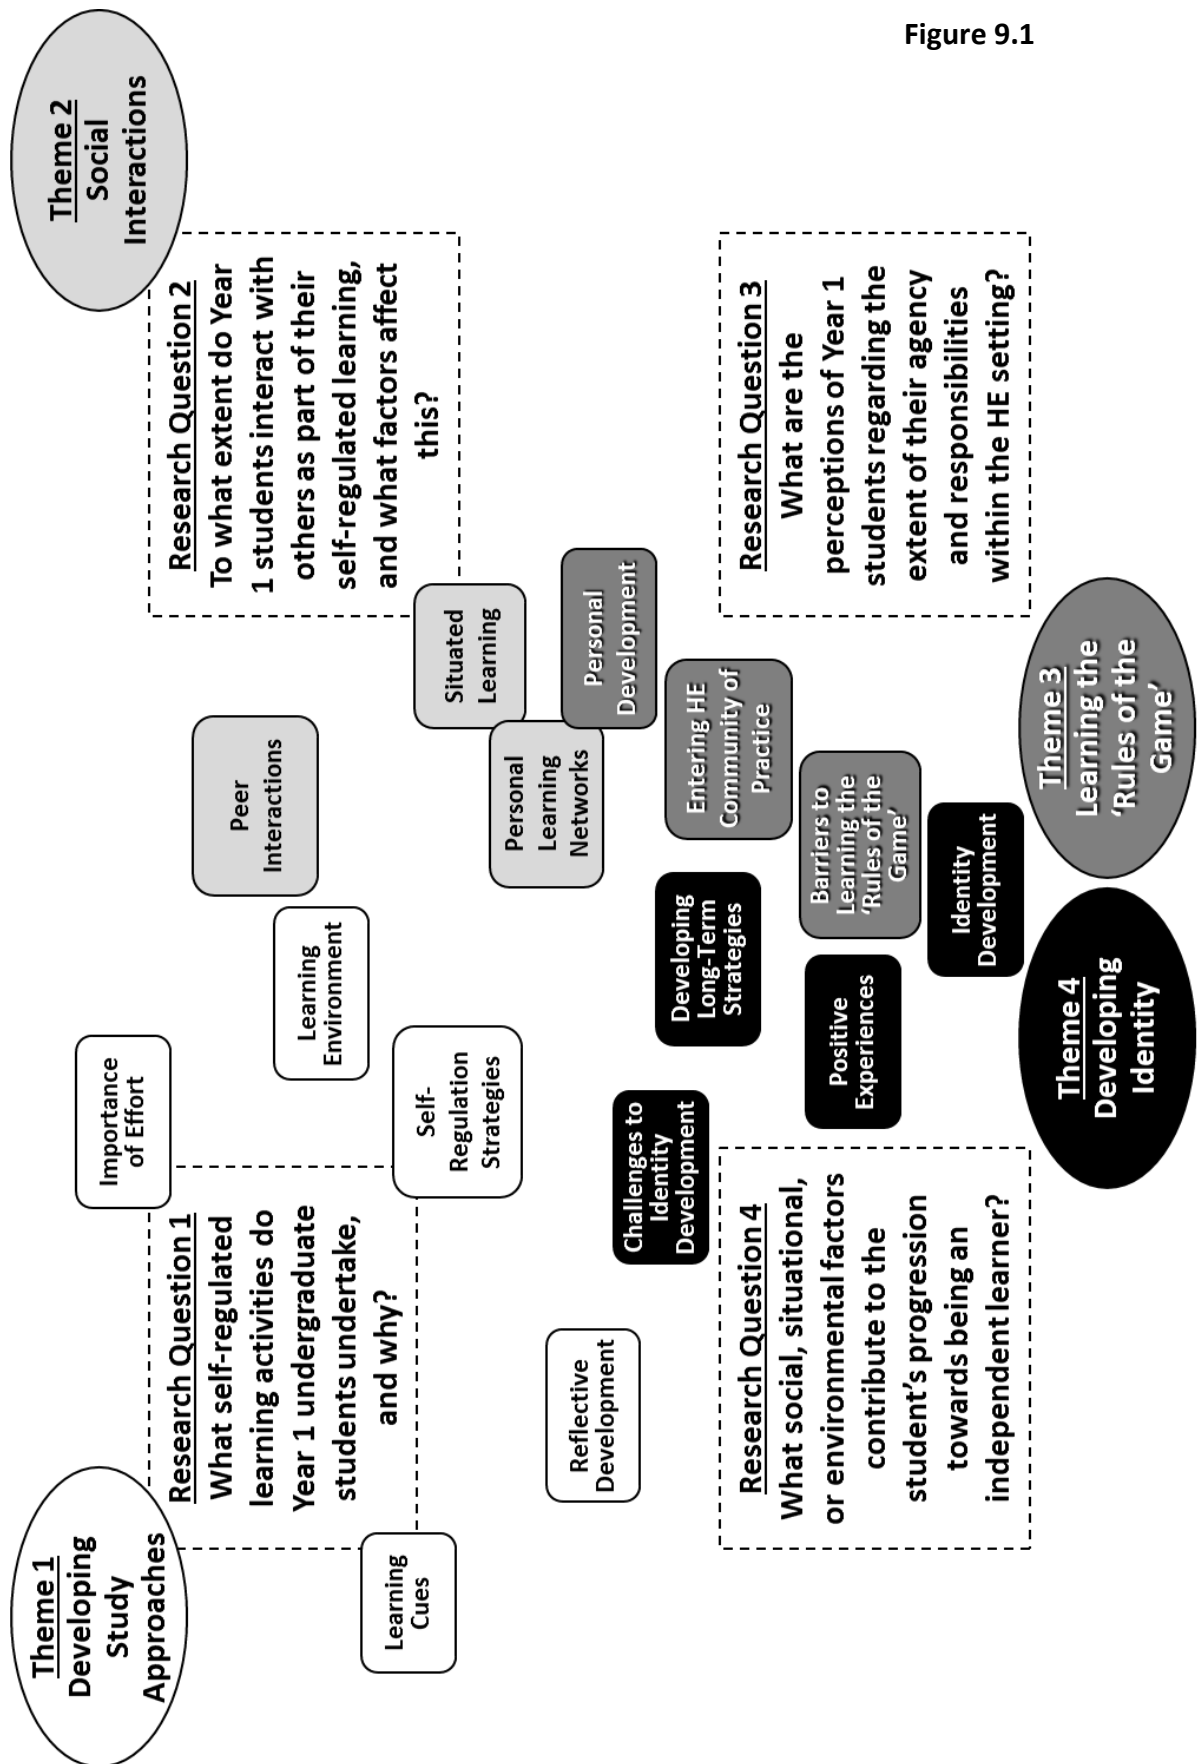 Figure 9.1
Theme 1
Developing
Study
Approaches
Research Question 1
What self-regulated
learning activities do
Year 1 undergraduate
students undertake,
and why?
Learning
Cues
Importance
of Effort
Learning
Environment
Self-
Regulation
Strategies
Reflective
Development
Theme 2
Social
Interactions
Research Question 2
To what extent do Year
1 students interact with
others as part of their
self-regulated learning,
and what factors affect
this?
Peer
Interactions
Situated
Learning
Personal
Learning
Networks
Personal
Development
Entering HE
Community of
Practice
Barriers to
Learning the
‘Rules of the
Game’
Research Question 3
What are the
perceptions of Year 1
students regarding the
extent of their agency
and responsibilities
within the HE setting?
Theme 3
Learning the
‘Rules of the
Game’
Challenges to
Identity
Development
Developing
Long-Term
Strategies
Positive
Experiences
Identity
Development
Research Question 4
What social, situational,
or environmental factors
contribute to the
student’s progression
towards being an
independent learner?
Theme 4
Developing
Identity